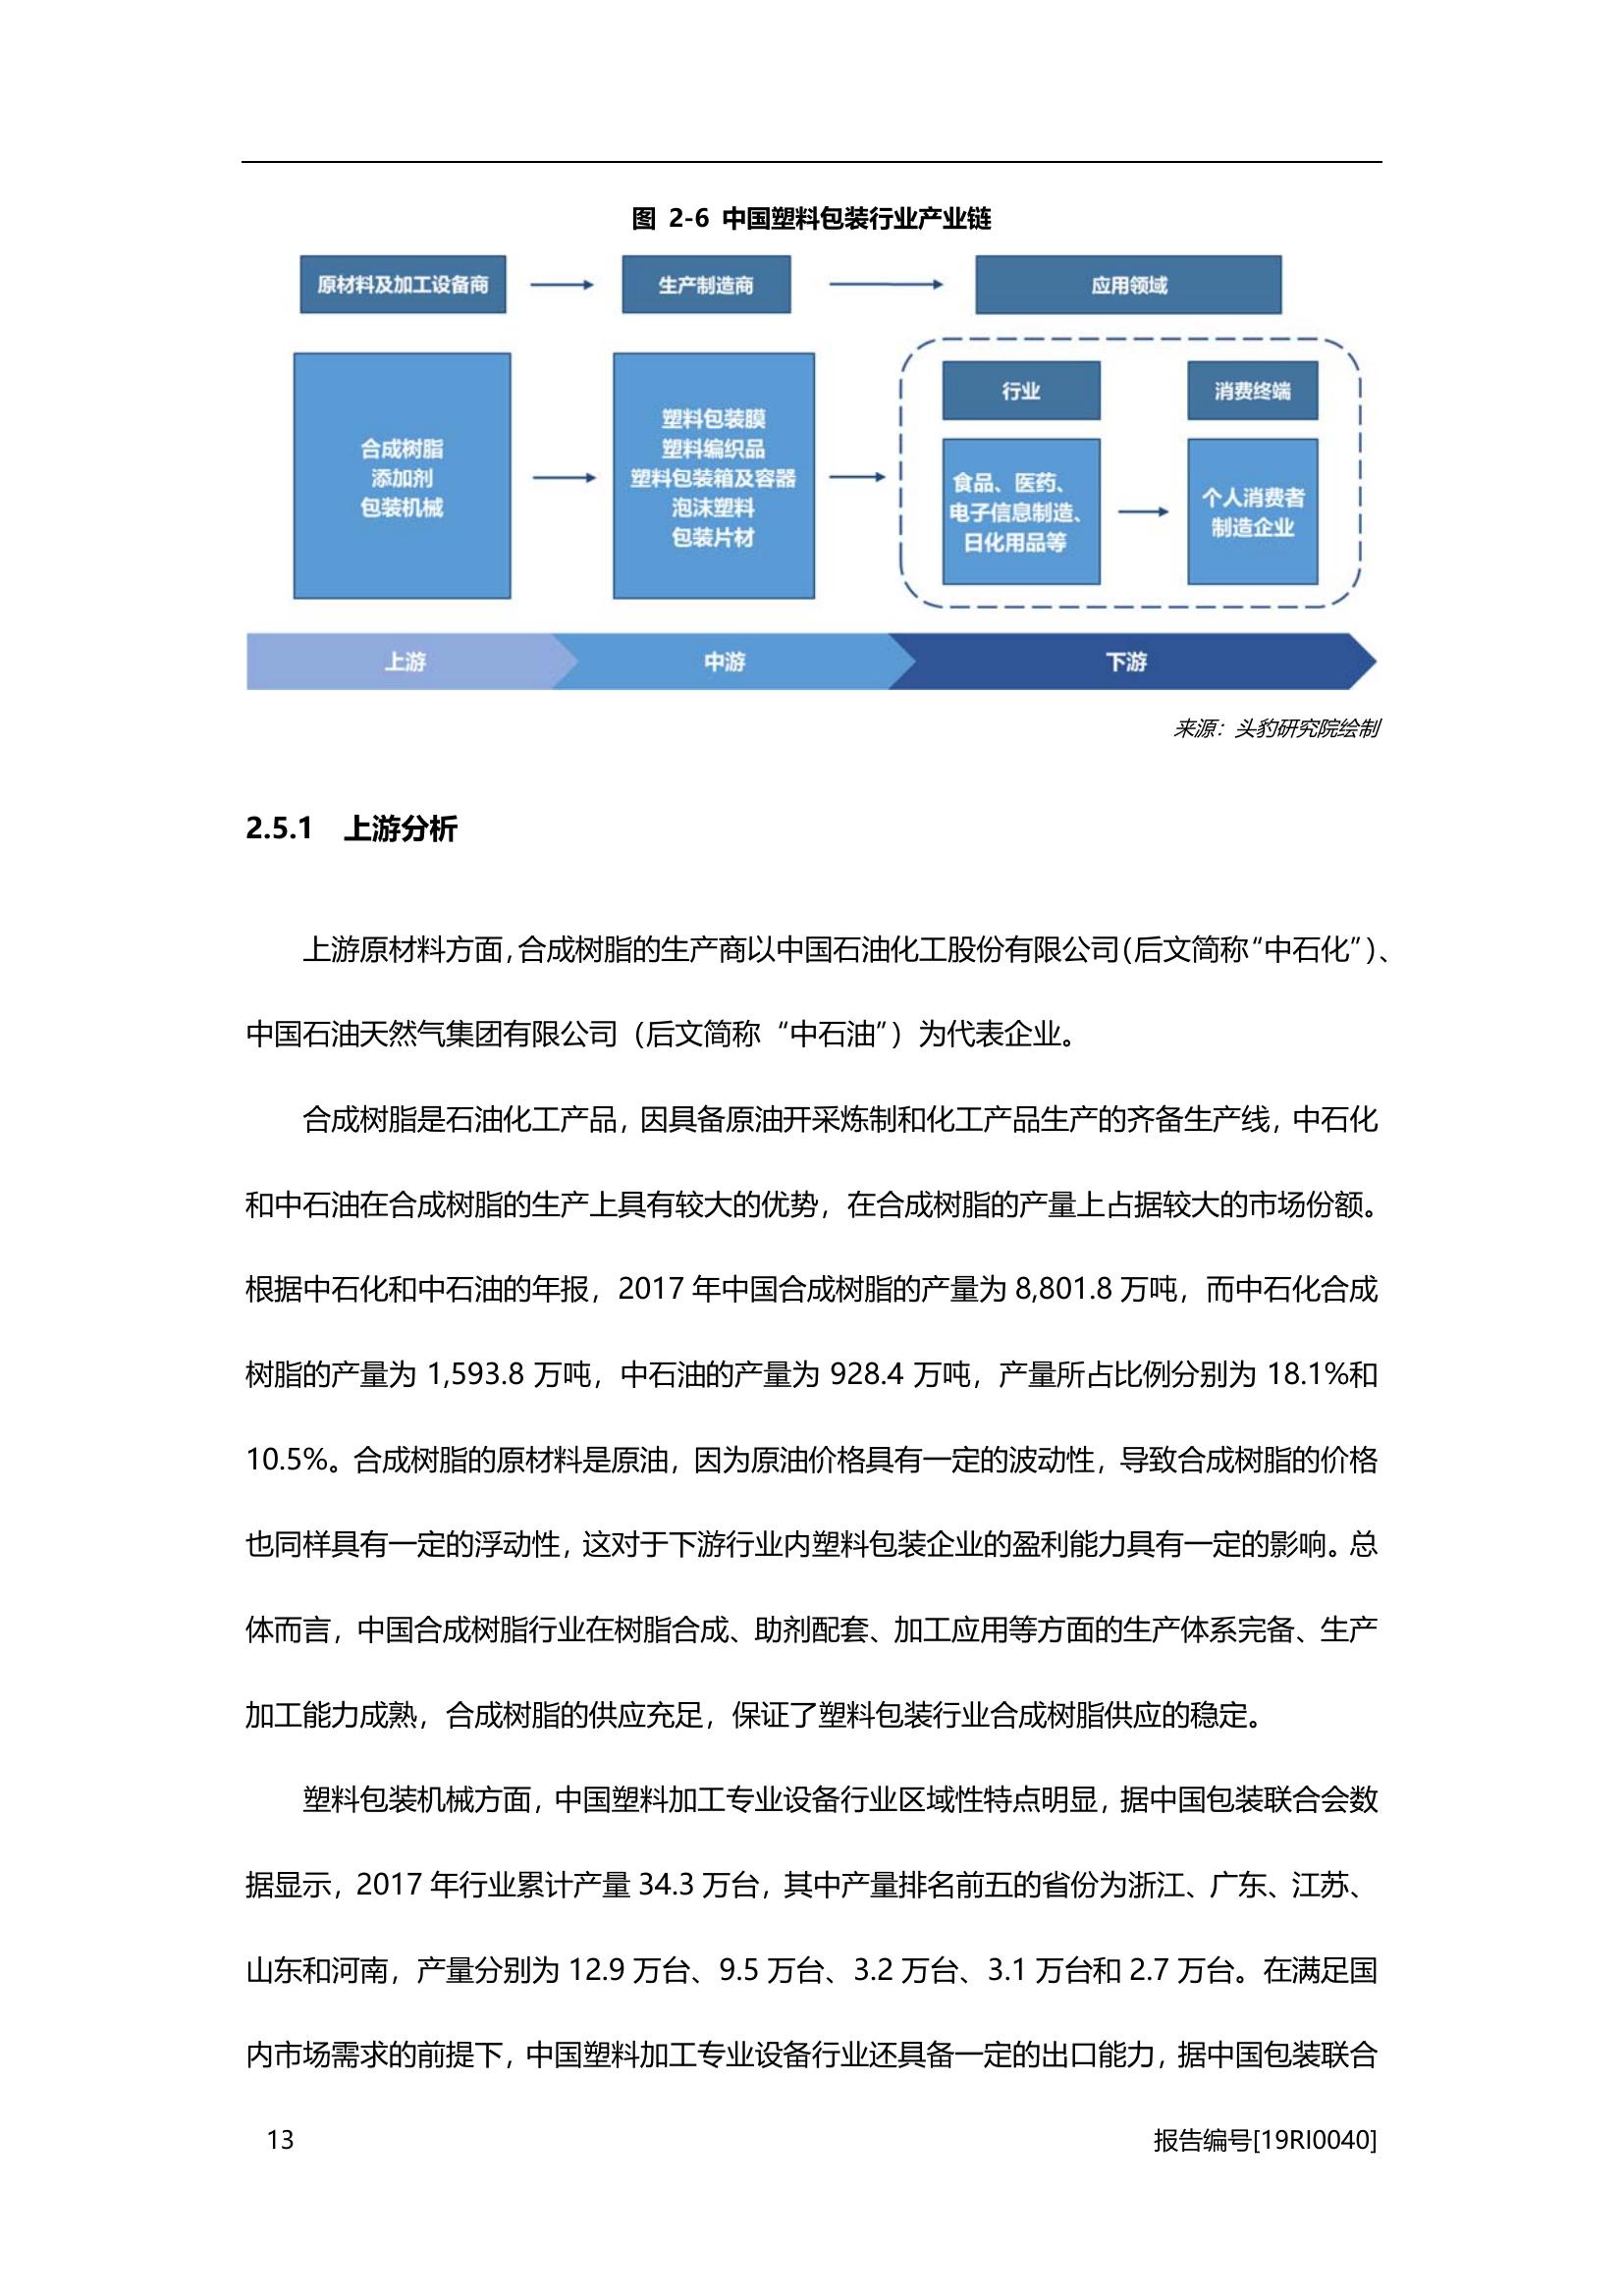 图 2-6 中国塑料包装行业产业链
原材料及加工设备商
生产制造商
应用领域
合成树脂
添加剂
包装机械
塑料包装膜
塑料编织品
塑料包装箱及容器
泡沫塑料
包装片材
行业
食品、医药、
电子信息制造、
日化用品等
消费终端
个人消费者
制造企业
上游
中游
下游
来源：头豹研究院绘制
2.5.1 上游分析
上游原材料方面，合成树脂的生产商以中国石油化工股份有限公司（后文简称“中石化”）、
中国石油天然气集团有限公司（后文简称“中石油”）为代表企业。
合成树脂是石油化工产品，因具备原油开采炼制和化工产品生产的齐备生产线，中石化
和中石油在合成树脂的生产上具有较大的优势，在合成树脂的产量上占据较大的市场份额。
根据中石化和中石油的年报，2017 年中国合成树脂的产量为 8,801.8 万吨，而中石化合成
树脂的产量为 1,593.8 万吨，中石油的产量为 928.4 万吨，产量所占比例分别为 18.1%和
10.5%。合成树脂的原材料是原油，因为原油价格具有一定的波动性，导致合成树脂的价格
也同样具有一定的浮动性，这对于下游行业内塑料包装企业的盈利能力具有一定的影响。总
体而言，中国合成树脂行业在树脂合成、助剂配套、加工应用等方面的生产体系完备、生产
加工能力成熟，合成树脂的供应充足，保证了塑料包装行业合成树脂供应的稳定。
塑料包装机械方面，中国塑料加工专业设备行业区域性特点明显，据中国包装联合会数
据显示，2017 年行业累计产量 34.3 万台，其中产量排名前五的省份为浙江、广东、江苏、
山东和河南，产量分别为 12.9 万台、9.5 万台、3.2 万台、3.1 万台和 2.7 万台。在满足国
内市场需求的前提下，中国塑料加工专业设备行业还具备一定的出口能力，据中国包装联合
13
报告编号[19RI0040]